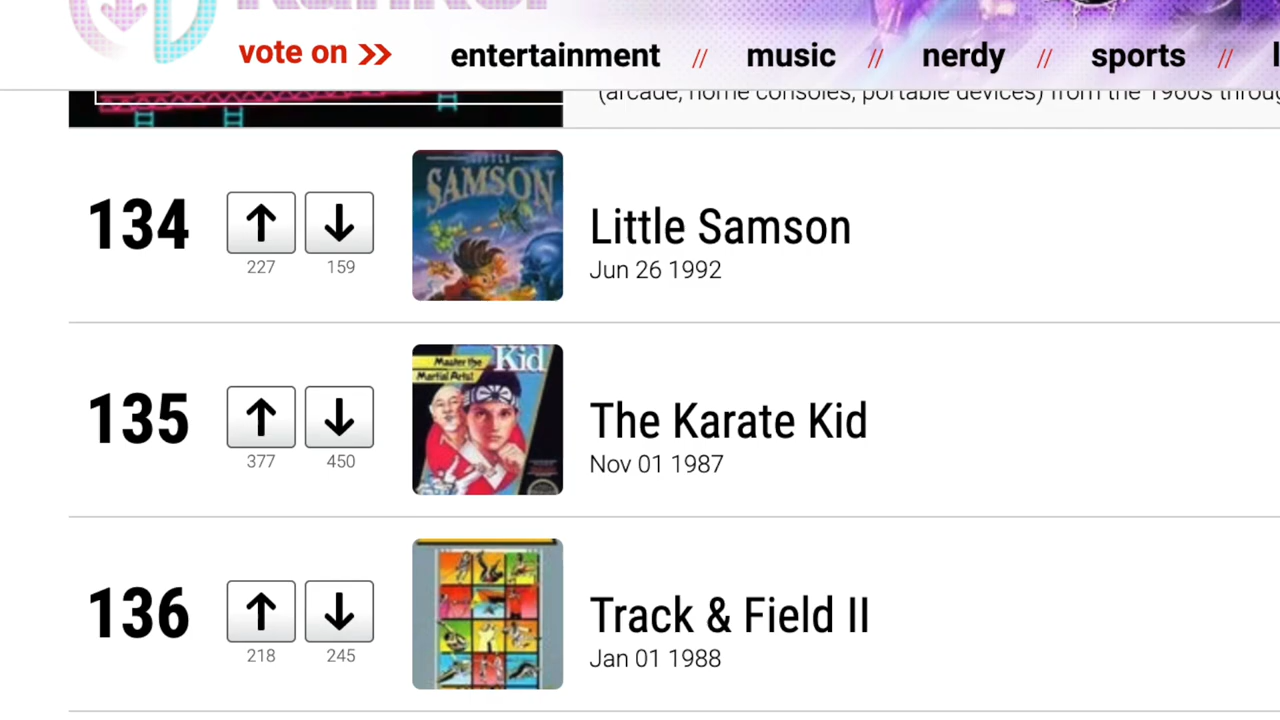 Ranker
vote on
entertainment // music // nerdy // sports //
(arcade, home consoles, portable devices) from the 1960s
134
227
159
LITTLE
SAMSON
Little Samson
Jun 26 1992
135
377
450
Kid
Master the
Martial Arts!
The Karate Kid
Nov 01 1987
136
218
245
Track & Field II
Jan 01 1988